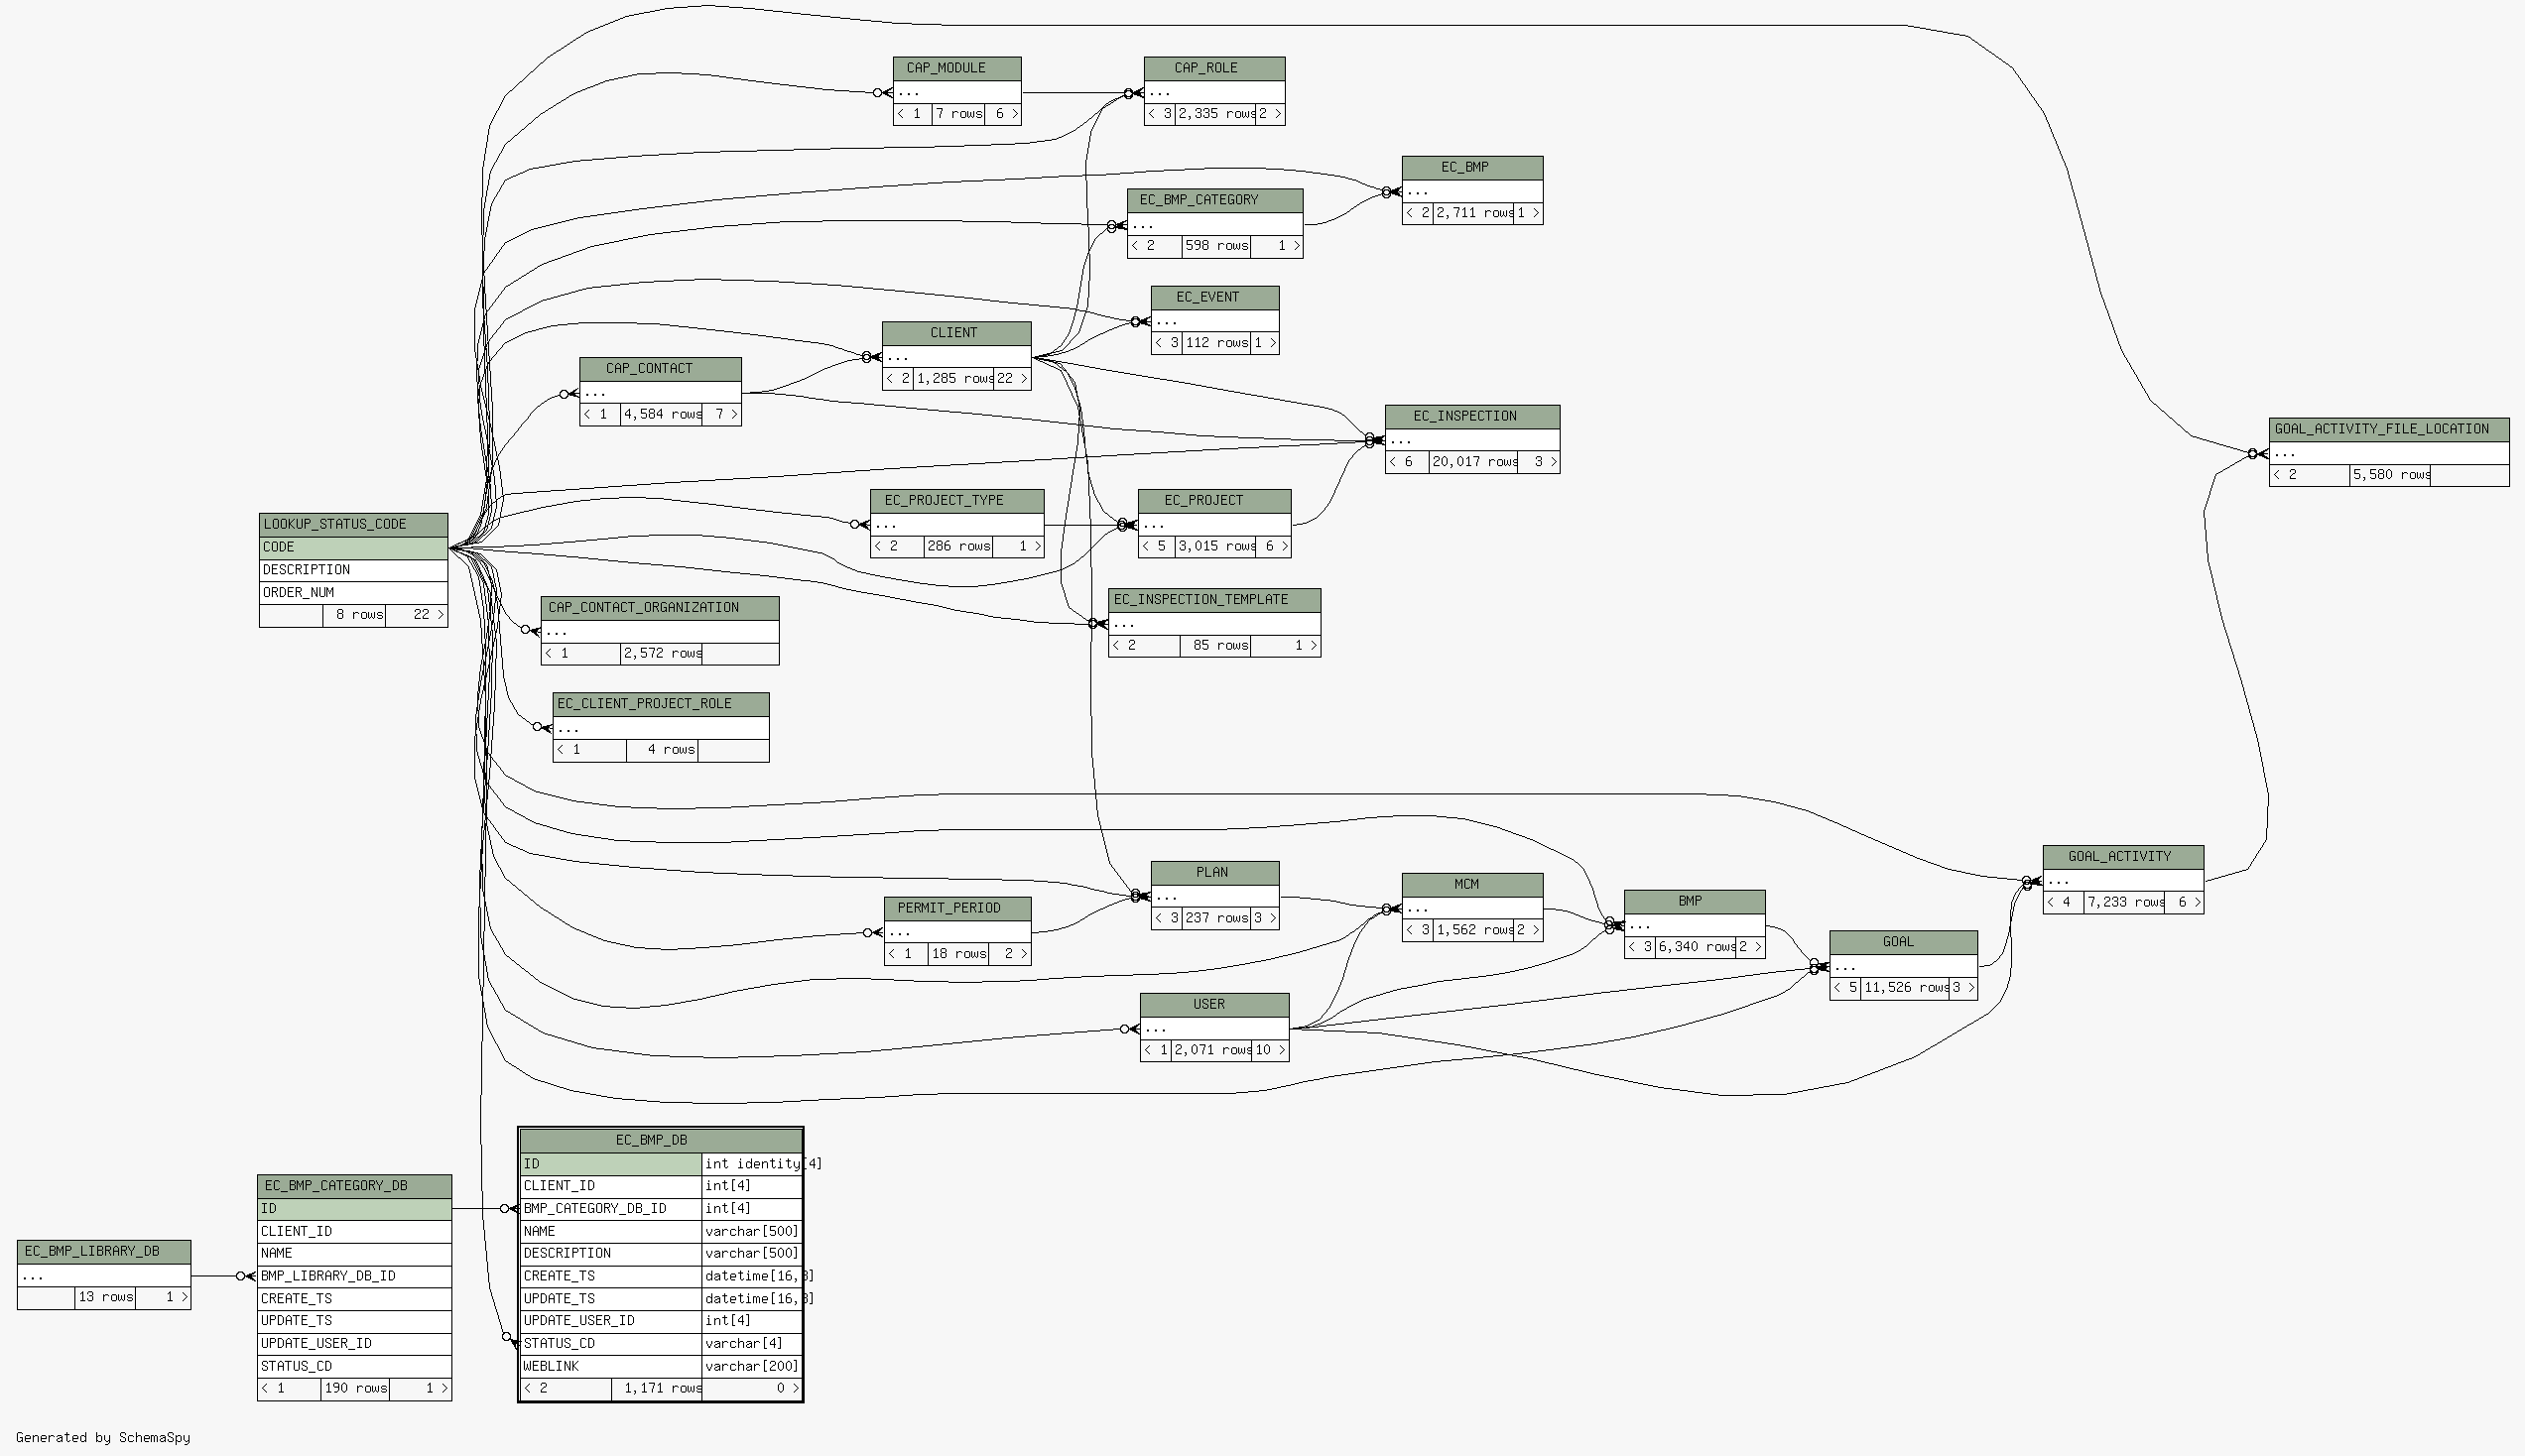 CAP_MODULE
...
< 1 7 rows 6 >
CAP_ROLE
...
< 3 2,335 rows 2 >
EC_BMP
...
< 2 2,711 rows 1 >
EC_BMP_CATEGORY
...
< 2 598 rows 1 >
EC_EVENT
...
< 3 112 rows 1 >
CLIENT
...
< 2 1,285 rows 22 >
CAP_CONTACT
...
< 1 4,584 rows 7 >
EC_INSPECTION
...
< 6 20,017 rows 3 >
GOAL_ACTIVITY_FILE_LOCATION
...
< 2 5,580 rows
EC_PROJECT_TYPE
...
< 2 286 rows 1 >
EC_PROJECT
...
< 5 3,015 rows 6 >
LOOKUP_STATUS_CODE
CODE
DESCRIPTION
ORDER_NUM
8 rows 22 >
EC_INSPECTION_TEMPLATE
...
< 2 85 rows 1 >
CAP_CONTACT_ORGANIZATION
...
< 1 2,572 rows
EC_CLIENT_PROJECT_ROLE
...
< 1 4 rows
GOAL_ACTIVITY
...
< 4 7,233 rows 6 >
PLAN
...
< 3 237 rows 3 >
MCM
...
< 3 1,562 rows 2 >
BMP
...
< 3 6,340 rows 2 >
PERMIT_PERIOD
...
< 1 18 rows 2 >
GOAL
...
< 5 11,526 rows 3 >
USER
...
< 1 2,071 rows 10 >
EC_BMP_DB
ID int identity[4]
CLIENT_ID int[4]
BMP_CATEGORY_DB_ID int[4]
NAME varchar[500]
DESCRIPTION varchar[500]
CREATE_TS datetime[16,3]
UPDATE_TS datetime[16,3]
UPDATE_USER_ID int[4]
STATUS_CD varchar[4]
WEBLINK varchar[200]
< 2 1,171 rows 0 >
EC_BMP_CATEGORY_DB
ID
CLIENT_ID
NAME
BMP_LIBRARY_DB_ID
CREATE_TS
UPDATE_TS
UPDATE_USER_ID
STATUS_CD
< 1 190 rows 1 >
EC_BMP_LIBRARY_DB
...
13 rows 1 >
Generated by SchemaSpy